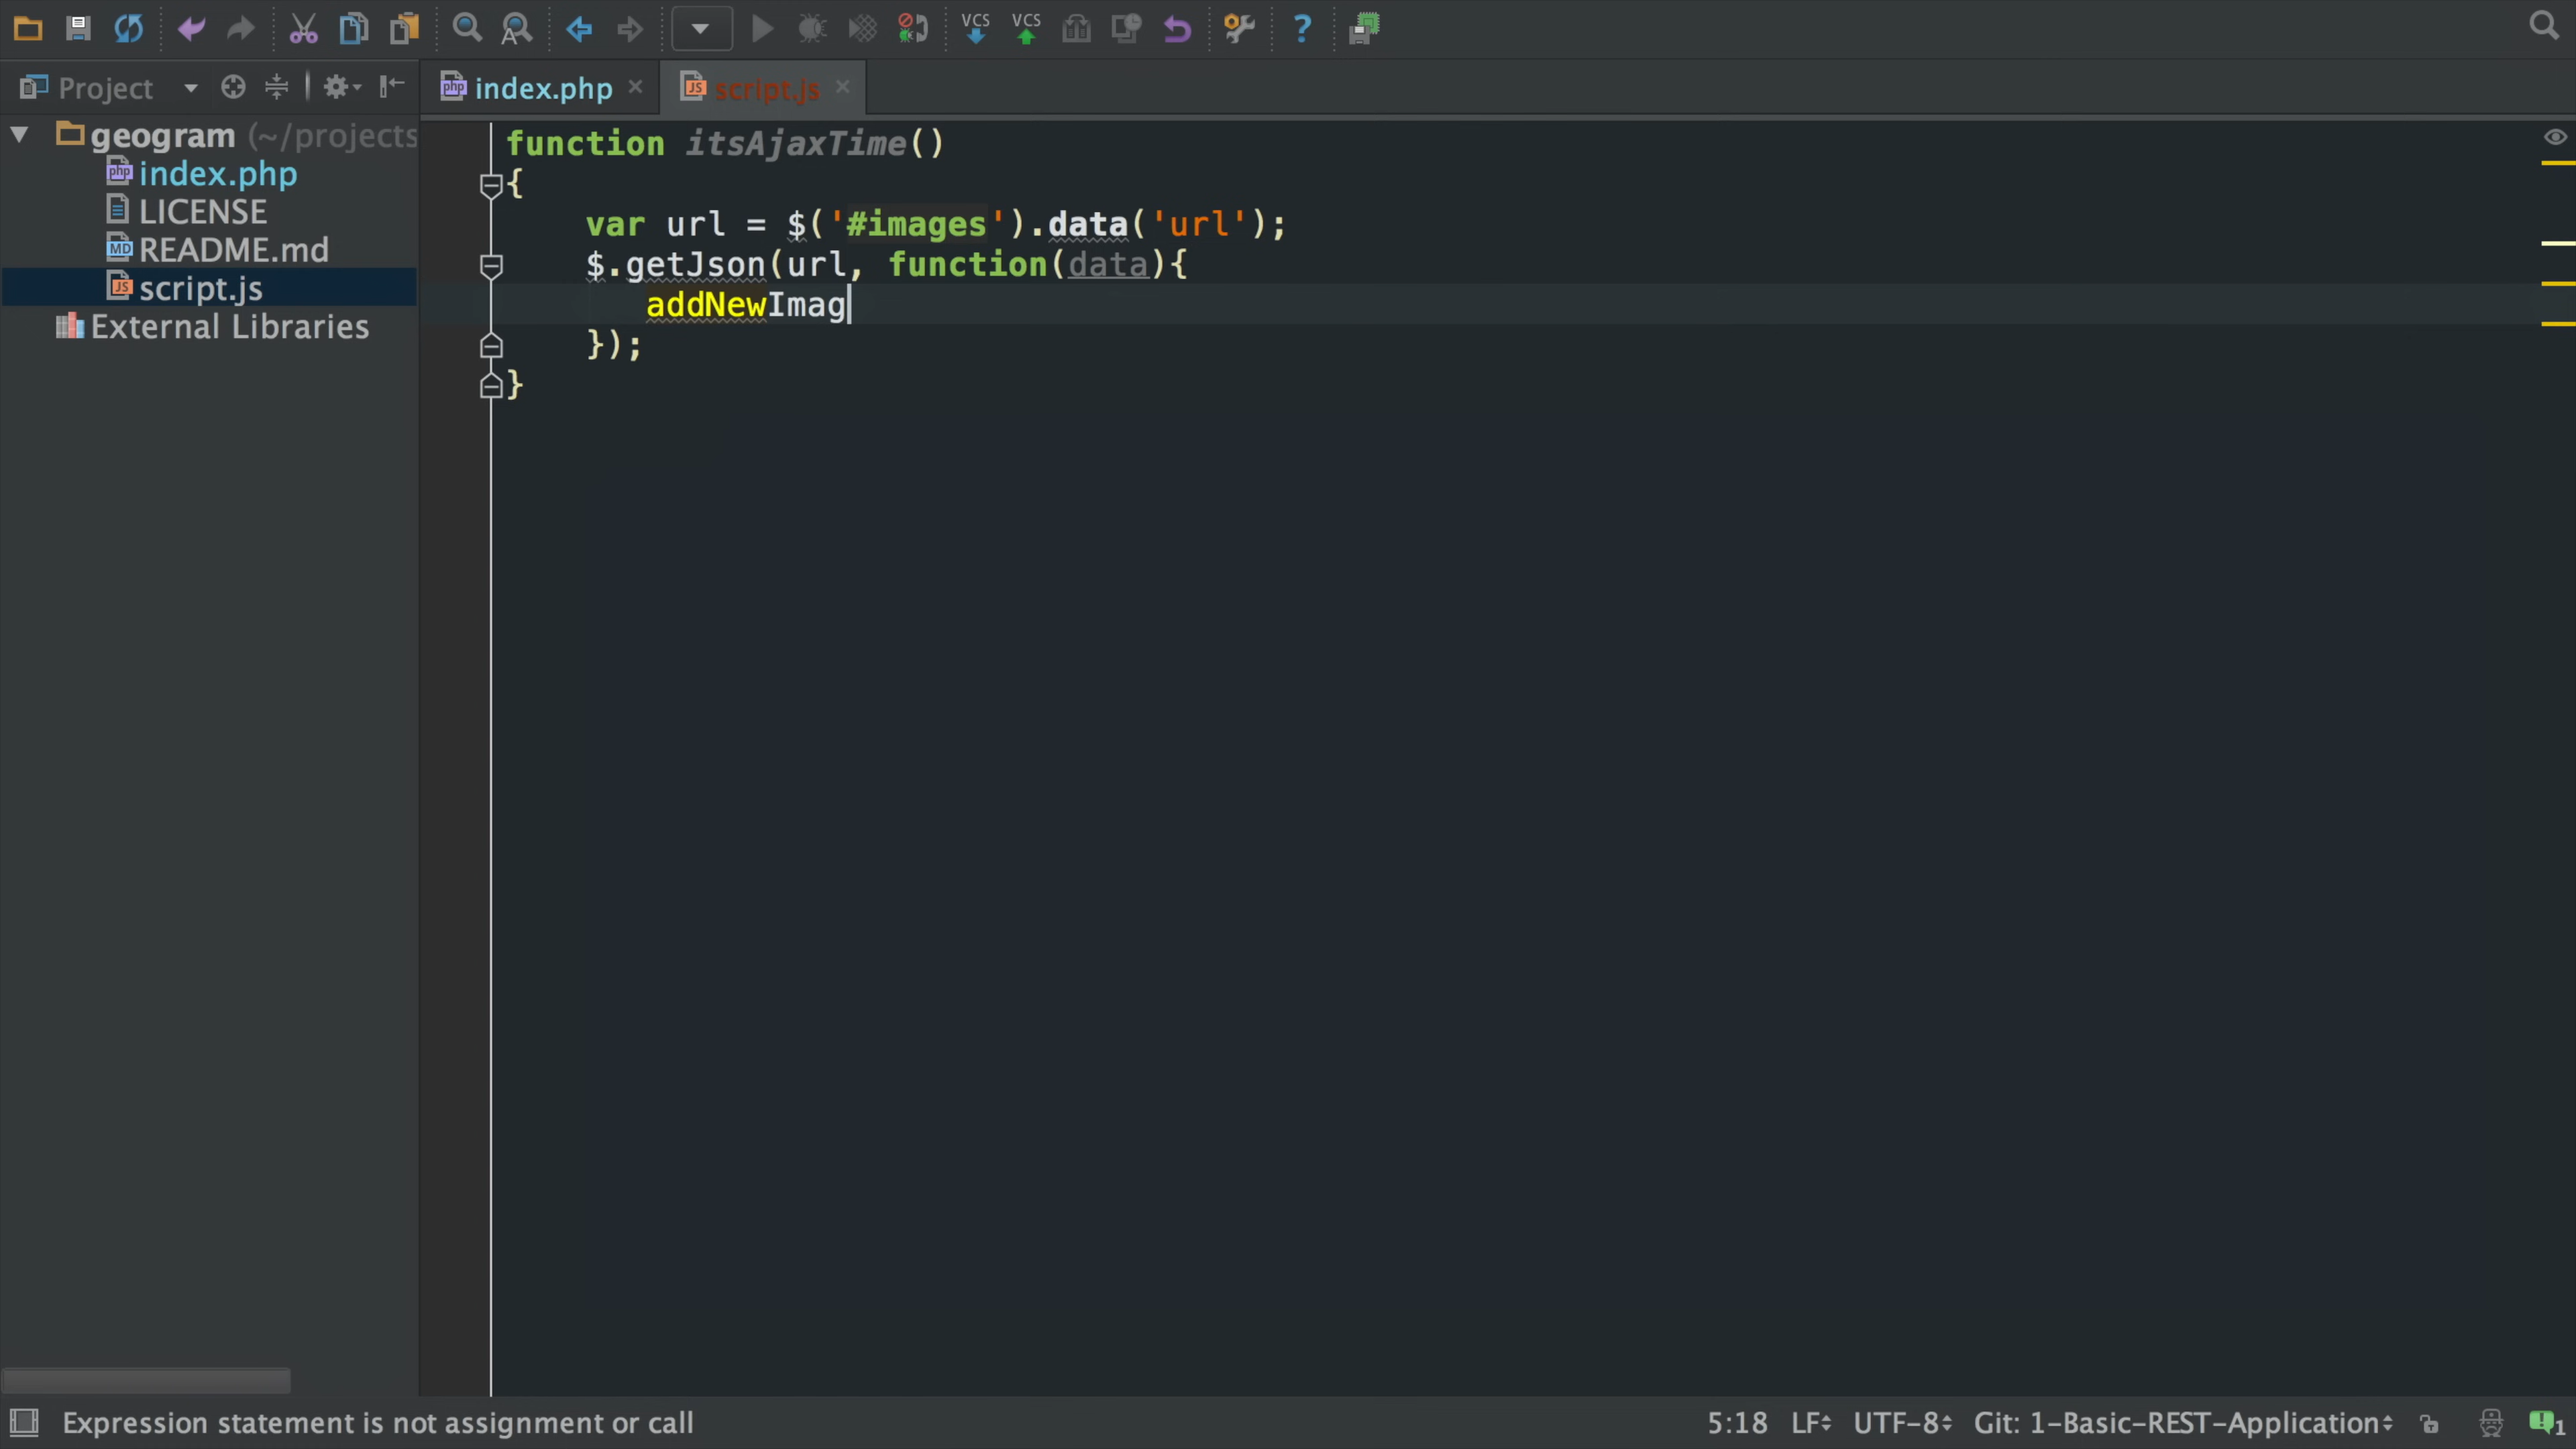 VCS VCS
Project
index.php
script.js
geogram (~/projects
index.php
LICENSE
README.md
script.js
External Libraries
function itsAjaxTime()
{
var url = $('#images').data('url');
$.getJson(url, function(data){
addNewImag
});
}
Expression statement is not assignment or call
5:18 LF UTF-8 Git: 1-Basic-REST-Application 1